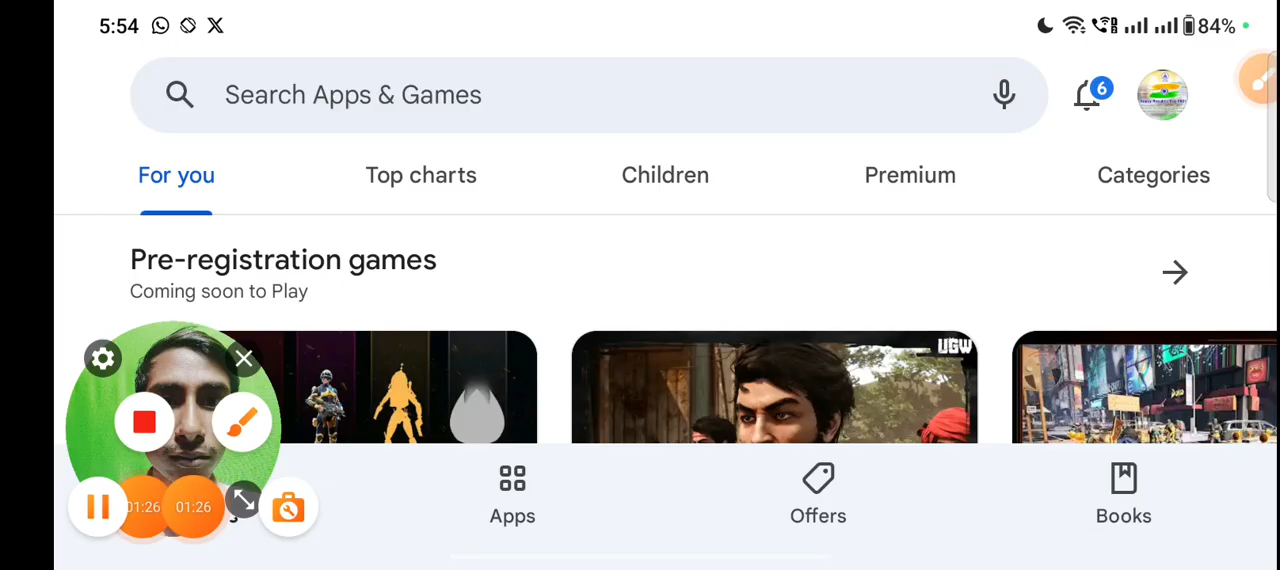 5:54
84%
Search Apps & Games
6
For you
Top charts
Children
Premium
Categories
Pre-registration games
Coming soon to Play
UGW
01:26
01:26
Apps
Offers
Books